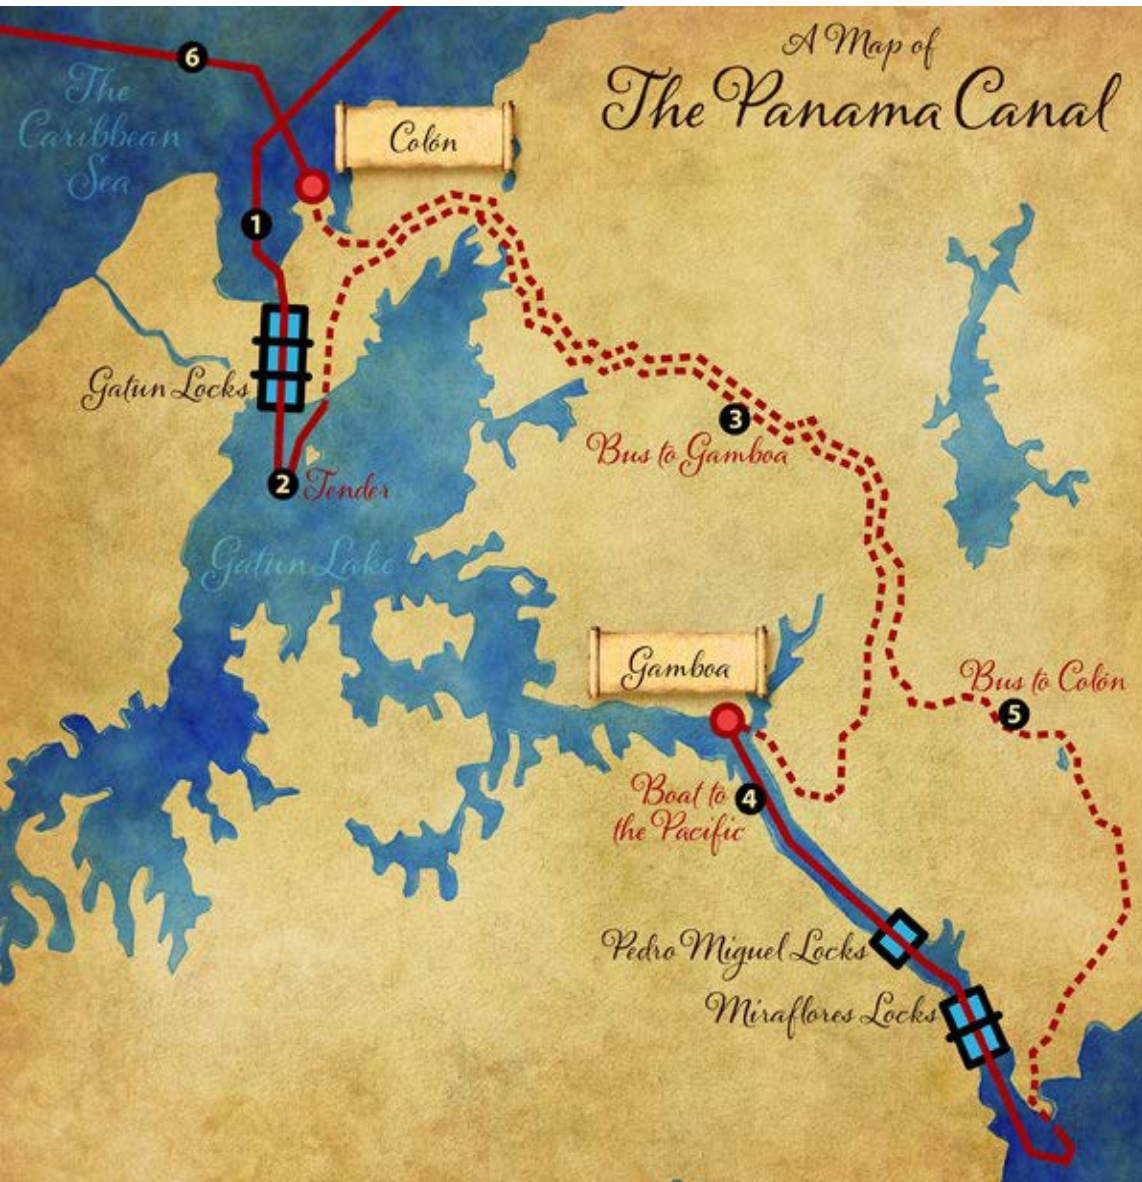 A Map of
The Panama Canal
6
The
Caribbean
Sea
Colón
1
Gatun Locks
3
Bus to Gamboa
2 Tender
Gatun Lake
Gamboa
Bus to Colón
5
Boat to
the Pacific
4
Pedro Miguel Locks
Miraflores Locks